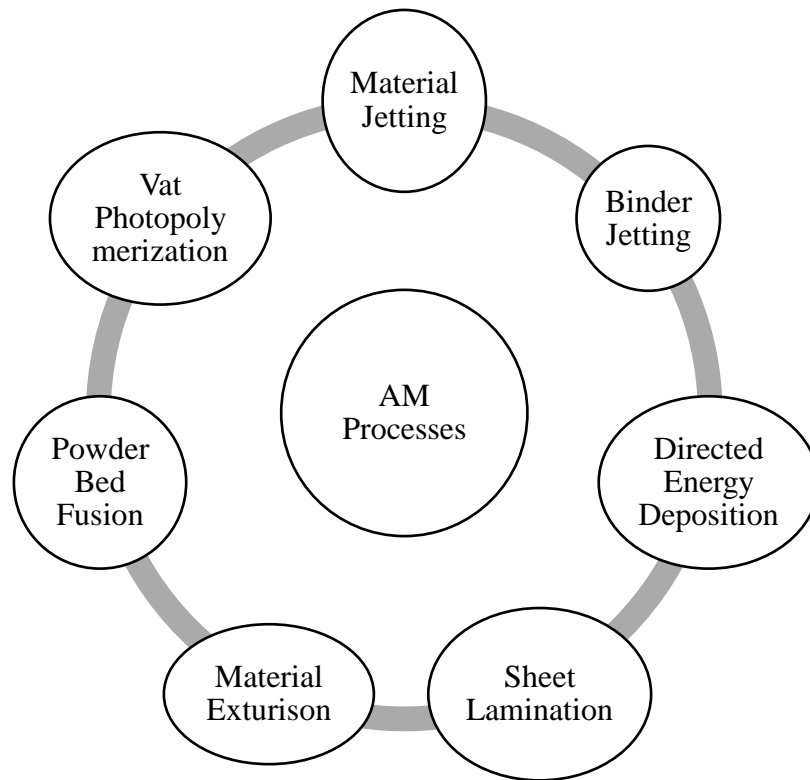 Material
Jetting
Binder
Jetting
Directed
Energy
Deposition
Sheet
Lamination
Material
Exturison
Powder
Bed
Fusion
Vat
Photopoly
merization
AM
Processes